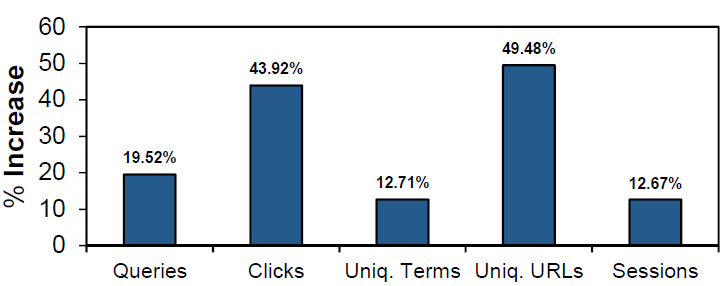 % Increase
60
50
40
30
20
10
0
19.52%
43.92%
12.71%
49.48%
12.67%
Queries
Clicks
Uniq. Terms
Uniq. URLs
Sessions